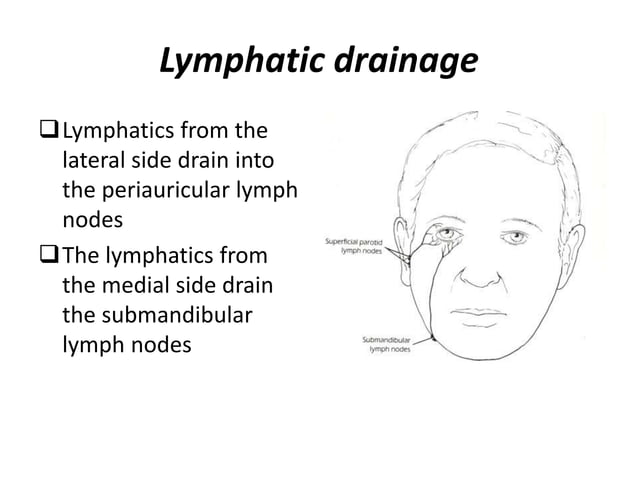 Lymphatic drainage
Lymphatics from the
lateral side drain into
the periauricular lymph
nodes
The lymphatics from
the medial side drain
the submandibular
lymph nodes
Superficial parotid
lymph nodes
Submandibular
lymph nodes